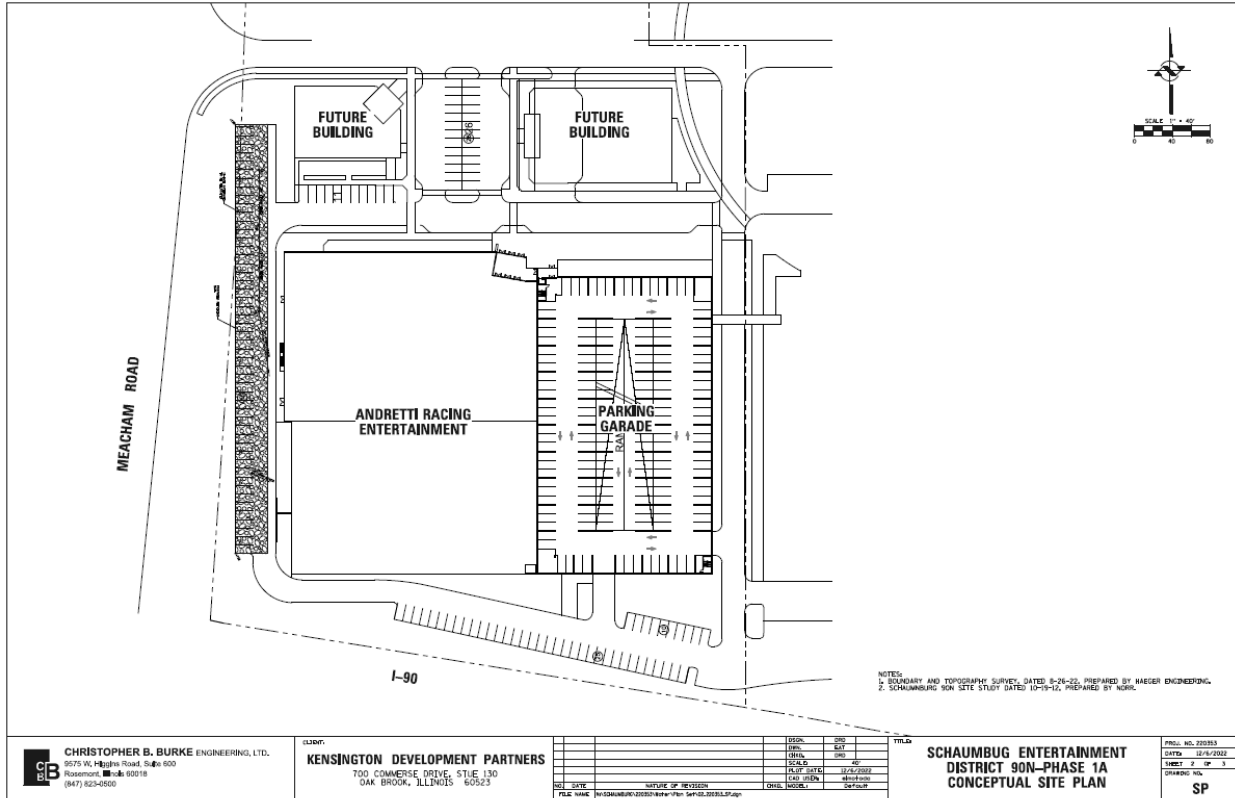 FUTURE
BUILDING
FUTURE
BUILDING
SCALE 1" = 40'
0 40 80
26
11
MEACHAM ROAD
ANDRETTI RACING
ENTERTAINMENT
PARKING
GARADE
I-90
NOTES:
1. BOUNDARY AND TOPOGRAPHY SURVEY, DATED 8-26-22, PREPARED BY HAEGER ENGINEERING.
2. SCHAUMNBURG 90N SITE STUDY DATED 10-19-12, PREPARED BY NORR.
CB
B
CHRISTOPHER B. BURKE ENGINEERING, LTD.
9575 W. Higgins Road, Suite 600
Rosemont, Illinois 60018
(847) 823-0500
CLIENT:
KENSINGTON DEVELOPMENT PARTNERS
700 COMMERSE DRIVE, STUE 130
OAK BROOK, ILLINOIS 60523
NO. DATE NATURE OF REVISION CHKD.
FILE NAME
DSGN.
DWN.
CHKD.
SCALE: 40'
PLOT DATE: 12/6/2022
CAD USER:
MODEL: Default
TITLE:
SCHAUMBUG ENTERTAINMENT
DISTRICT 90N-PHASE 1A
CONCEPTUAL SITE PLAN
PROJ. NO. 220353
DATE: 12/6/2022
SHEET 2 OF 3
DRAWING NO.
SP